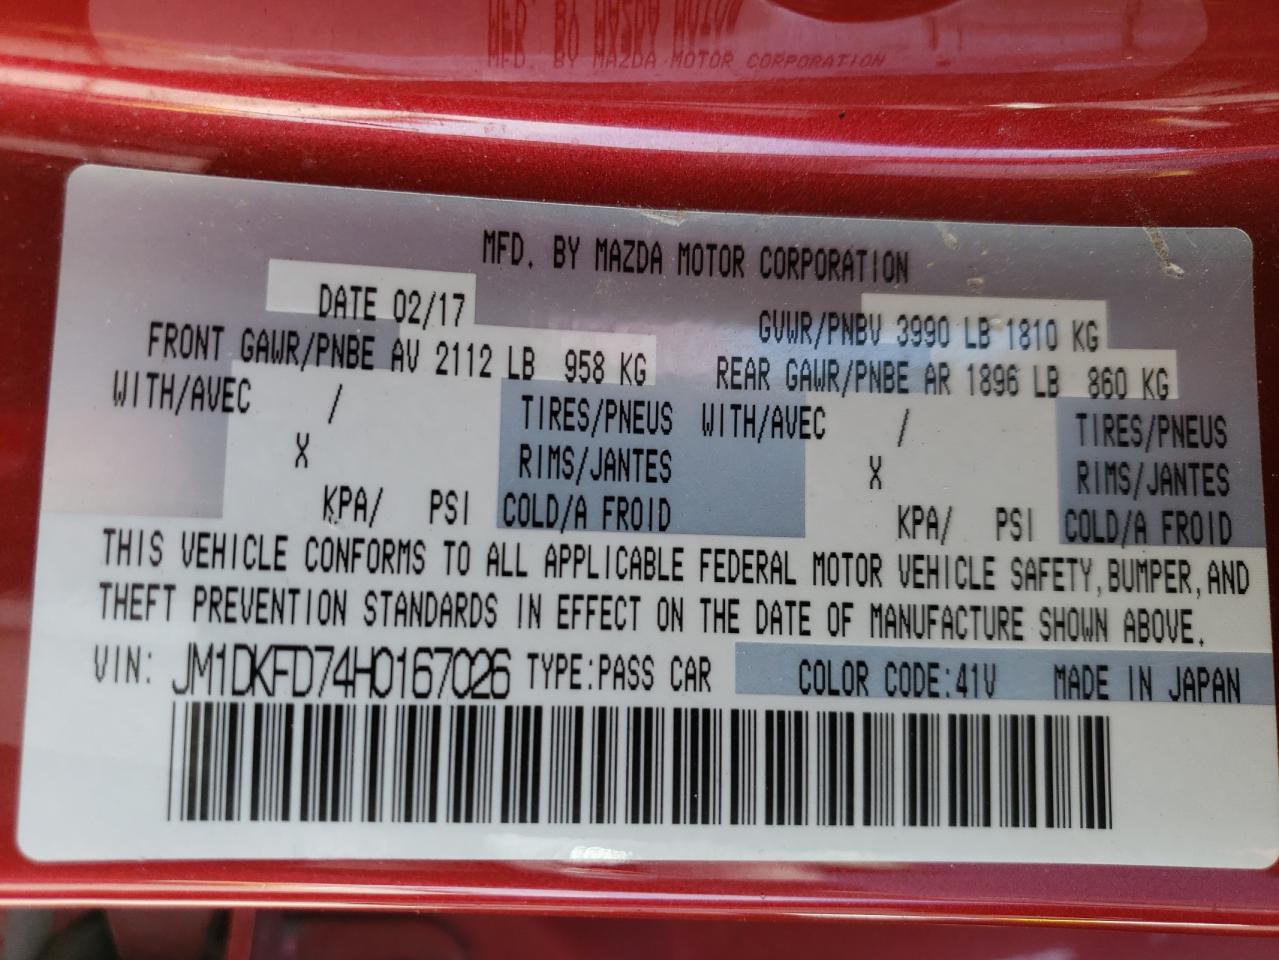 MFD. BY MAZDA MOTOR CORPORATION
MFD. BY MAZDA MOTOR CORPORATION
DATE 02/17 GVWR/PNBV 3990 LB 1810 KG
FRONT GAWR/PNBE AV 2112 LB 958 KG REAR GAWR/PNBE AR 1896 LB 860 KG
WITH/AVEC / TIRES/PNEUS WITH/AVEC / TIRES/PNEUS
X RIMS/JANTES X RIMS/JANTES
KPA/ PSI COLD/A FROID KPA/ PSI COLD/A FROID
THIS VEHICLE CONFORMS TO ALL APPLICABLE FEDERAL MOTOR VEHICLE SAFETY, BUMPER, AND
THEFT PREVENTION STANDARDS IN EFFECT ON THE DATE OF MANUFACTURE SHOWN ABOVE.
VIN: JM1DKFD74H0167026 TYPE:PASS CAR COLOR CODE:41V MADE IN JAPAN